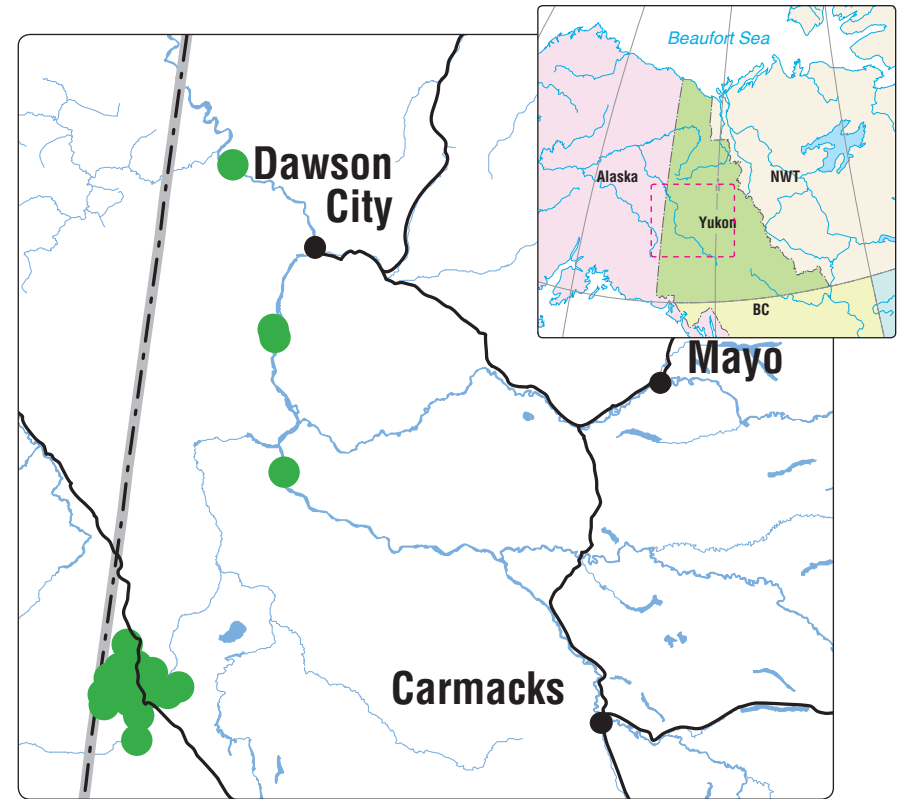 Beaufort Sea
Alaska
NWT
Yukon
BC
Dawson
City
Mayo
Carmacks